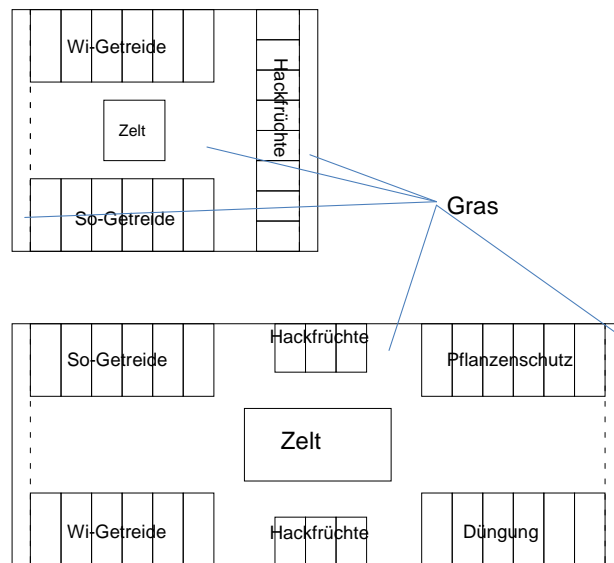 Wi-Getreide
Hackfrüchte
Zelt
So-Getreide
Gras
So-Getreide
Hackfrüchte
Pflanzenschutz
Zelt
Wi-Getreide
Hackfrüchte
Düngung